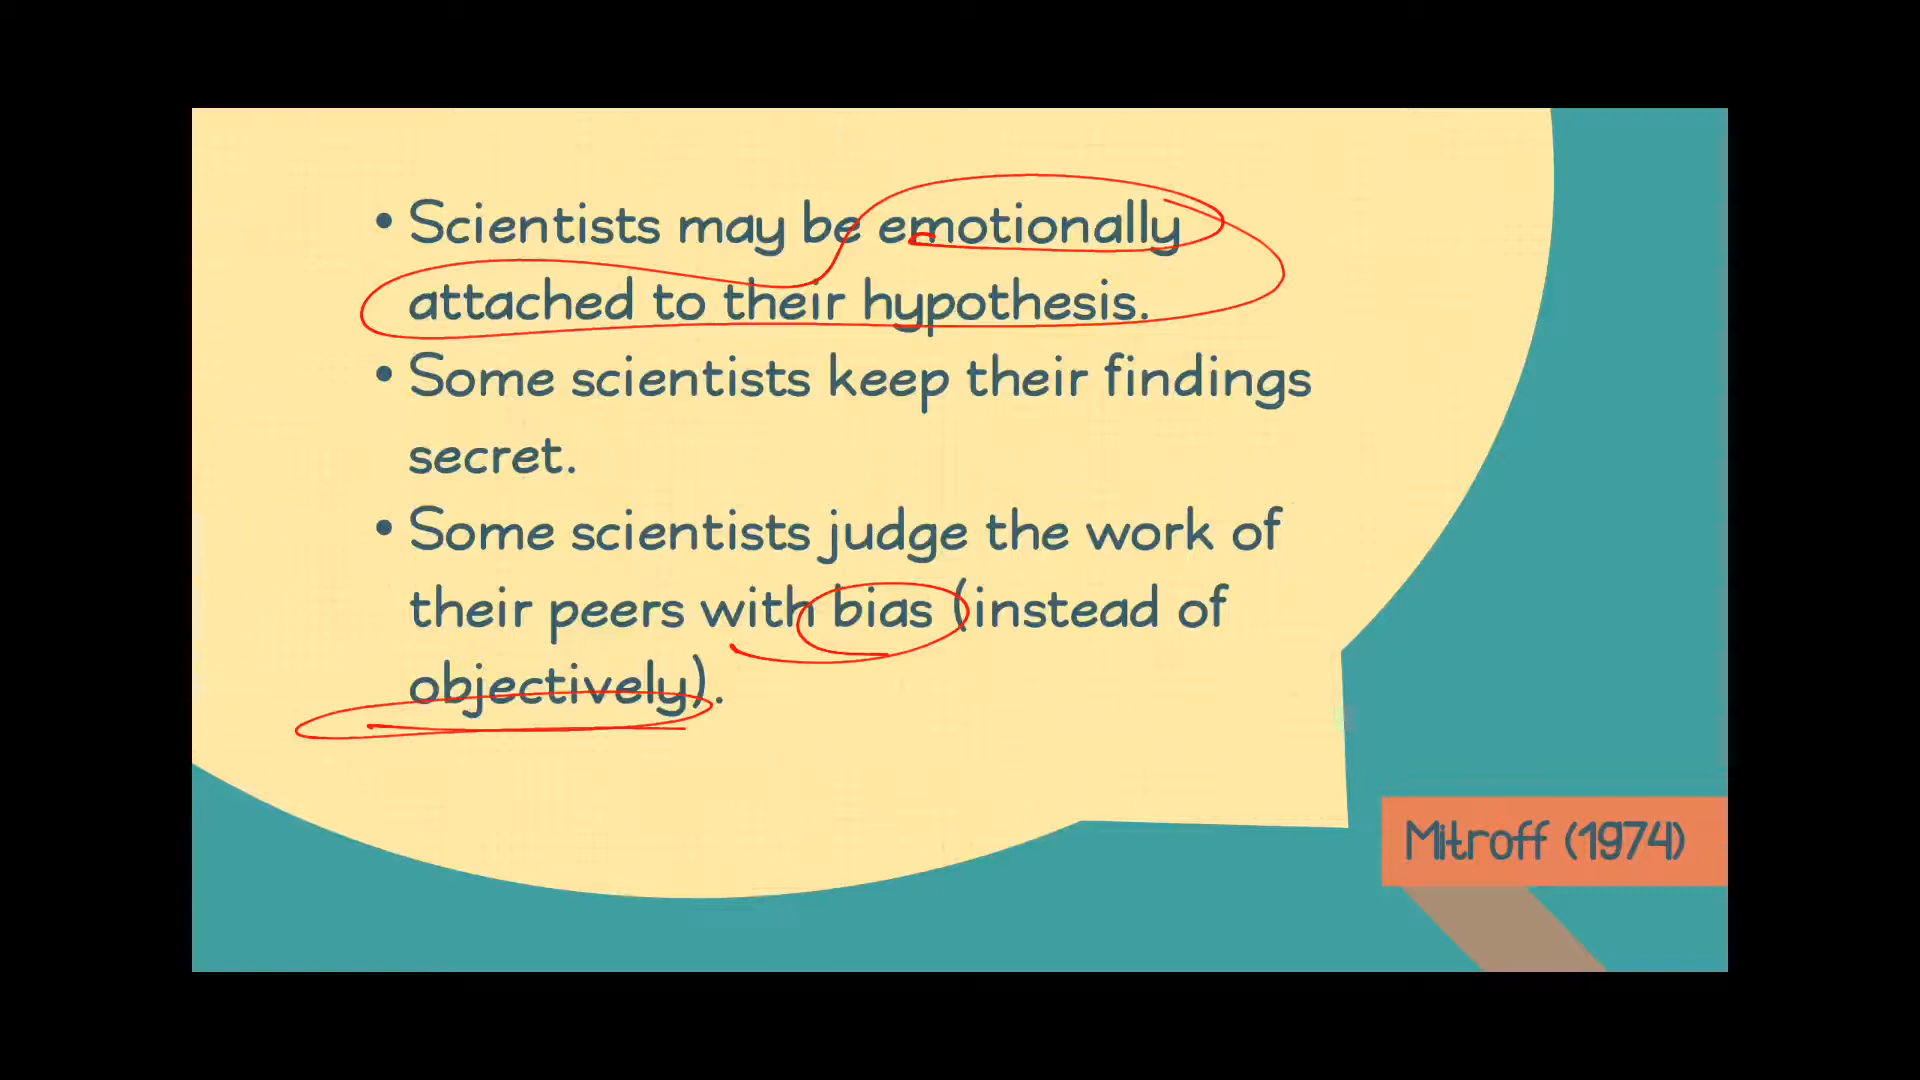 • Scientists may be emotionally
attached to their hypothesis.
• Some scientists keep their findings
secret.
• Some scientists judge the work of
their peers with bias (instead of
objectively).
Mitroff (1974)